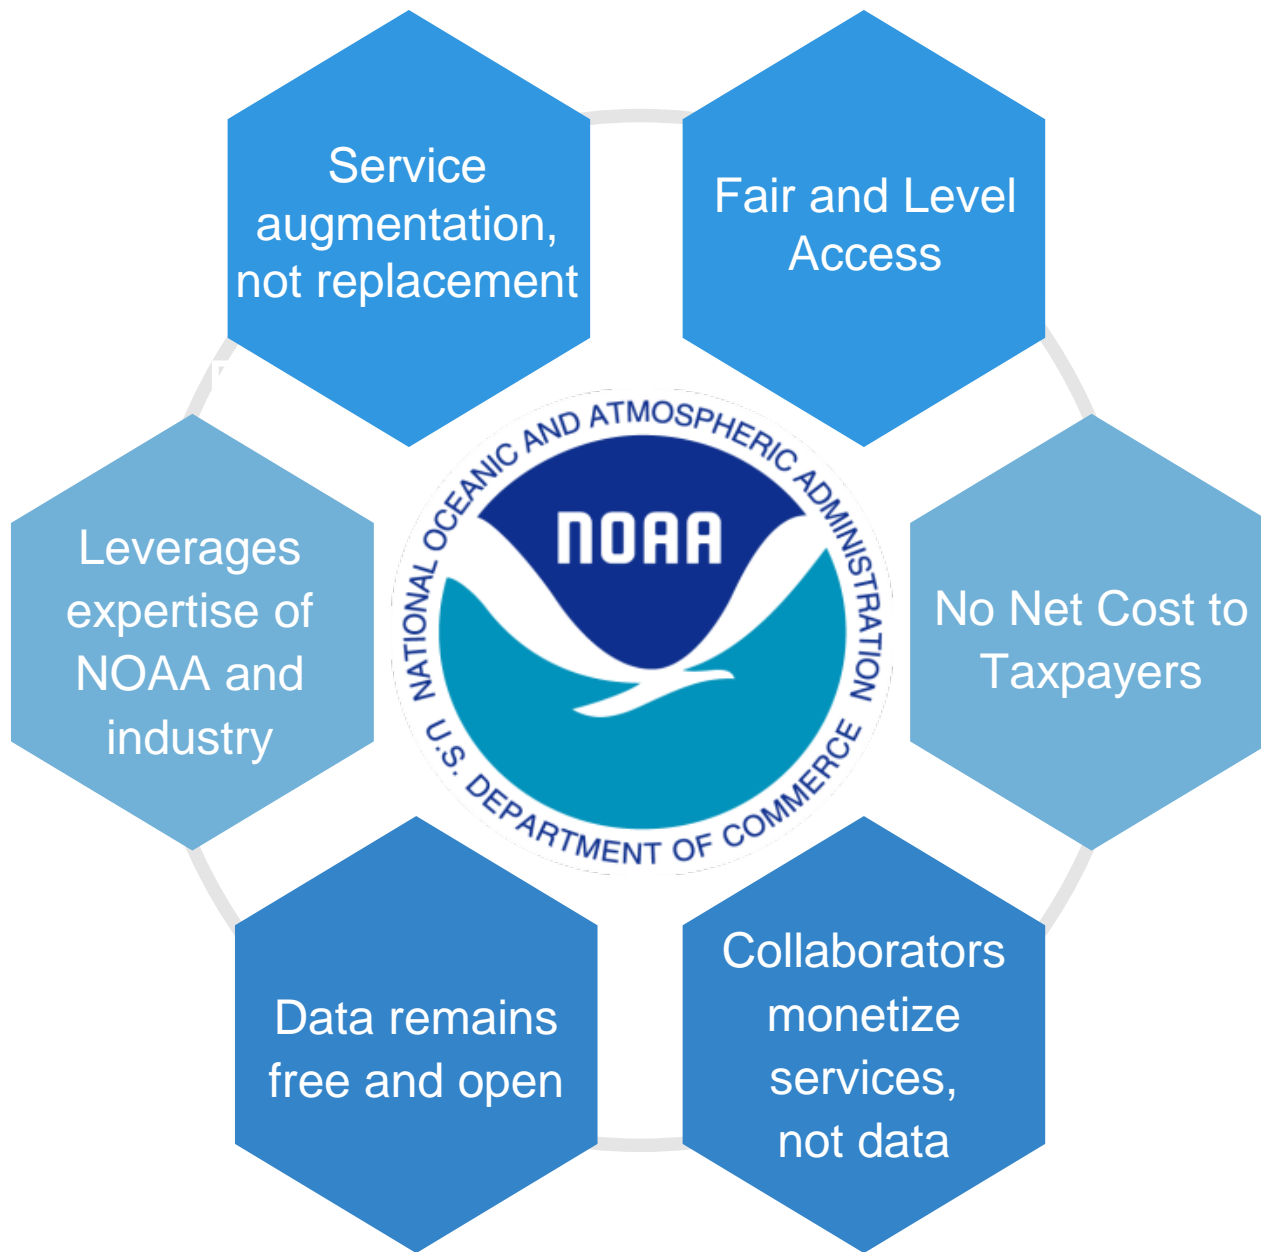 Service
augmentation,
not replacement
Fair and Level
Access
Leverages
expertise of
NOAA and
industry
NATIONAL OCEANIC AND ATMOSPHERIC ADMINISTRATION
NOAA
U.S. DEPARTMENT OF COMMERCE
No Net Cost to
Taxpayers
Data remains
free and open
Collaborators
monetize
services,
not data